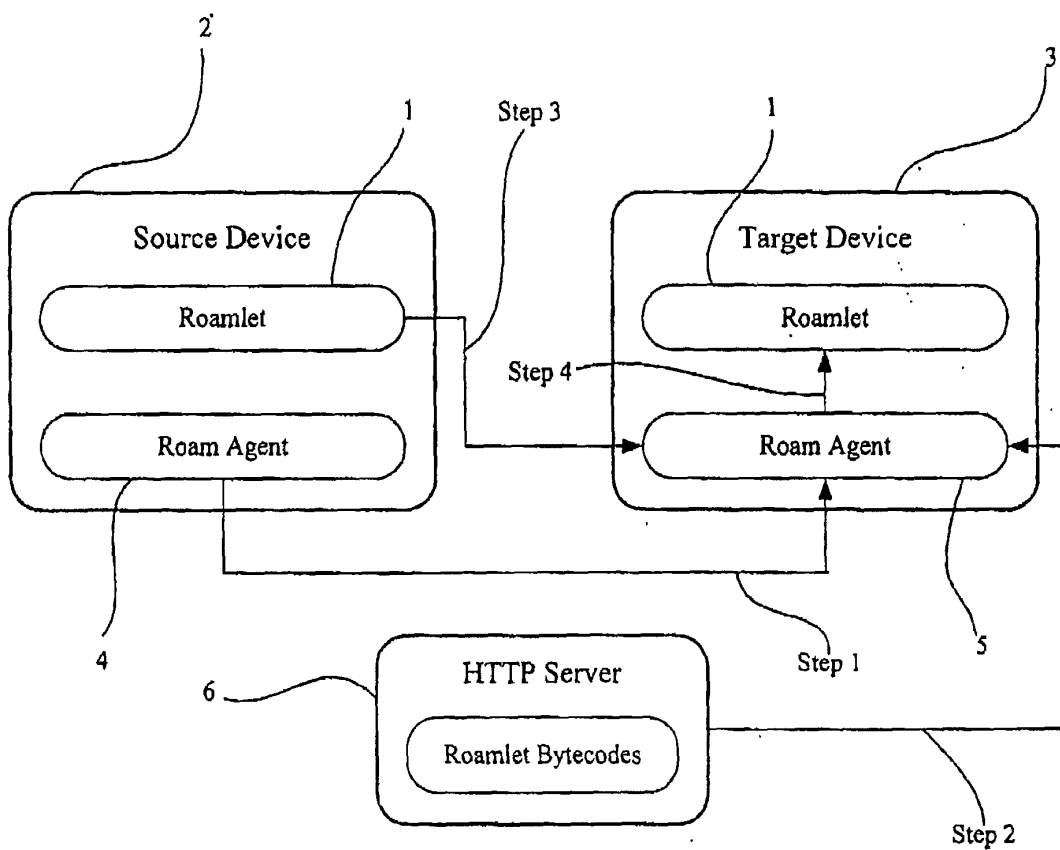 2
3
1
Step 3
1
Source Device
Target Device
Roamlet
Roamlet
Step 4
Roam Agent
Roam Agent
4
Step 1
5
6
HTTP Server
Roamlet Bytecodes
Step 2